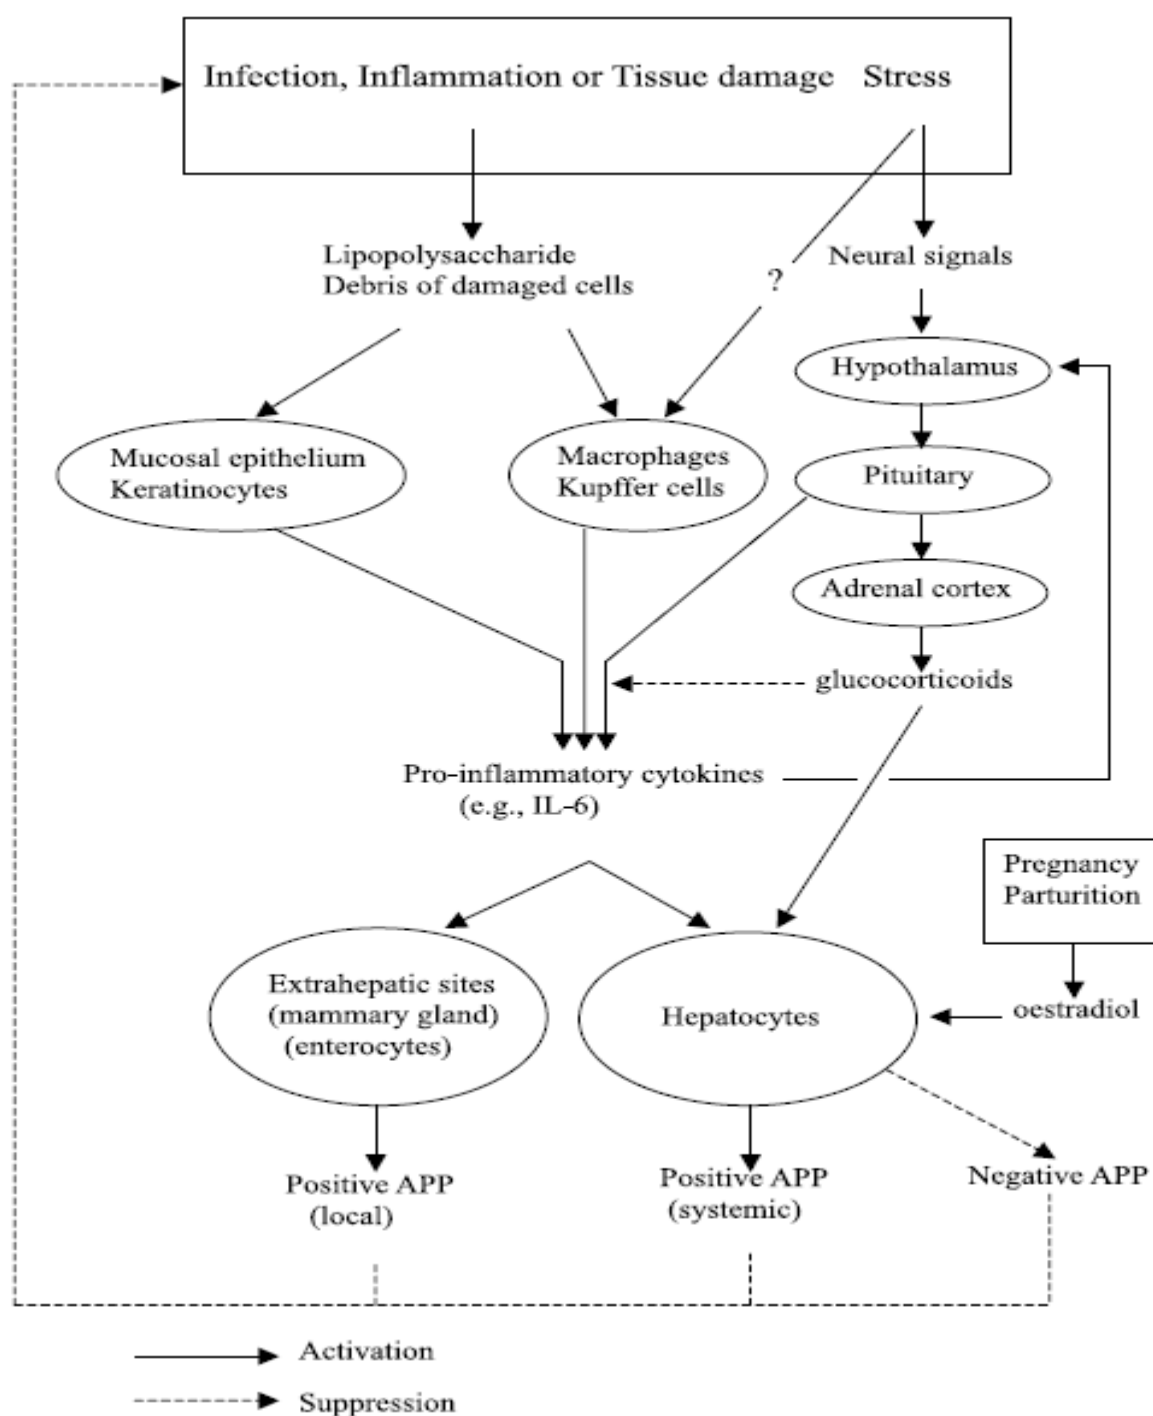 Infection, Inflammation or Tissue damage Stress
Lipopolysaccharide
Debris of damaged cells
?
Neural signals
Hypothalamus
Mucosal epithelium
Keratinocytes
Macrophages
Kupffer cells
Pituitary
Adrenal cortex
glucocorticoids
Pro-inflammatory cytokines
(e.g., IL-6)
Pregnancy
Parturition
Extrahepatic sites
(mammary gland)
(enterocytes)
Hepatocytes
oestradiol
Positive APP
(local)
Positive APP
(systemic)
Negative APP
Activation
Suppression